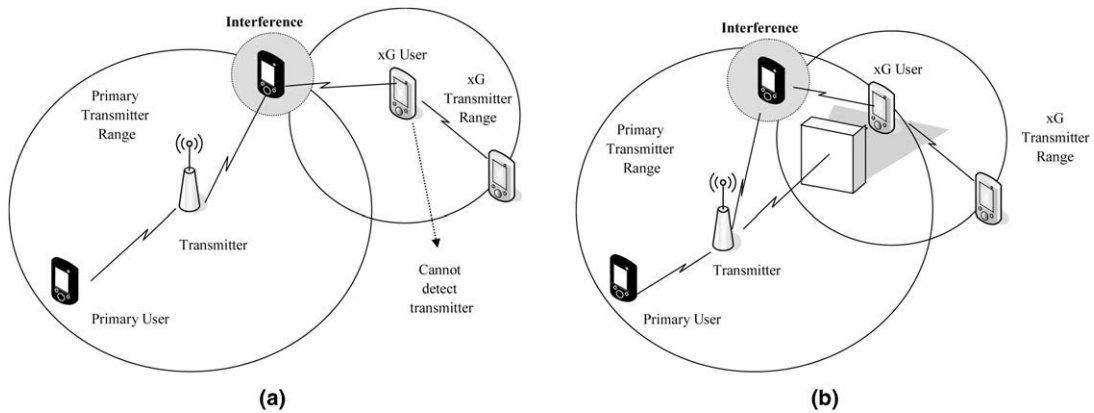 Interference
xG User
xG
Transmitter
Range
Primary
Transmitter
Range
Transmitter
Cannot
detect
transmitter
Primary User
(a)
Interference
xG User
Primary
Transmitter
Range
xG
Transmitter
Range
Transmitter
Primary User
(b)